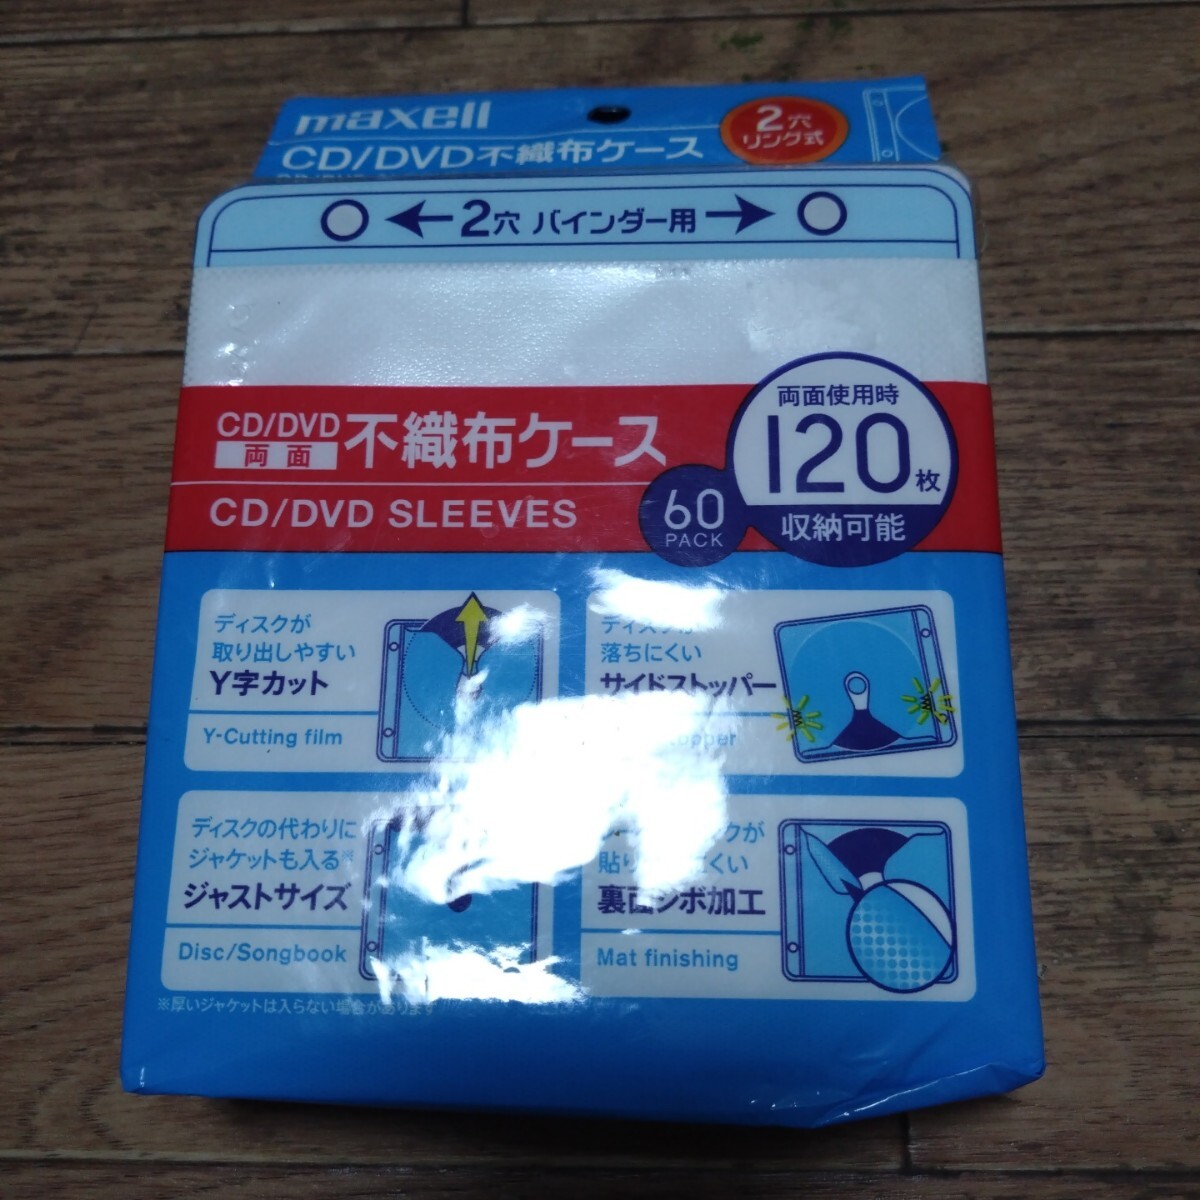 maxell
CD/DVD不織布ケース
2穴
リング式
2穴 バインダー用
CD/DVD
両面
不織布ケース
CD/DVD SLEEVES
60
PACK
両面使用時
120枚
収納可能
ディスクが
取り出しやすい
Y字カット
Y-Cutting film
ディスクが
落ちにくい
サイドストッパー
ディスクの代わりに
ジャケットも入る※
ジャストサイズ
Disc/Songbook
裏面シボ加工
Mat finishing
※厚いジャケットは入らない場合があります